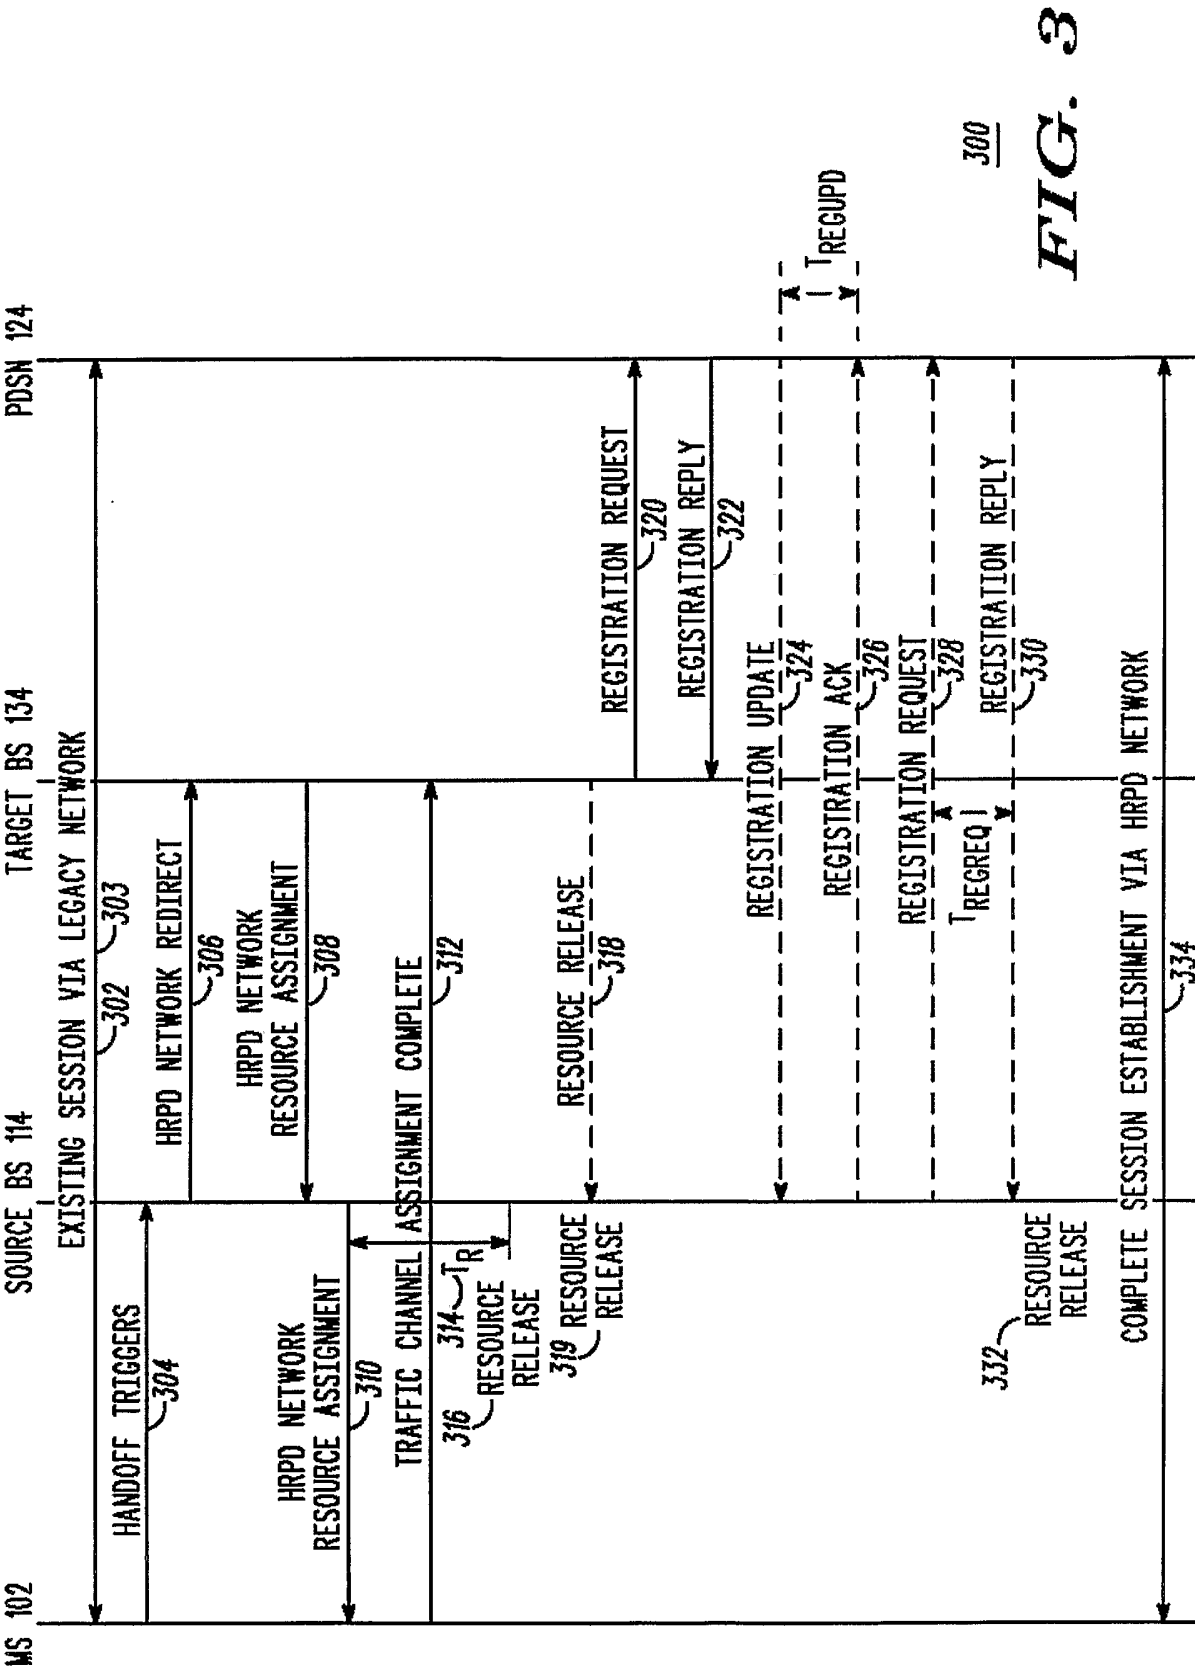 MS 102
SOURCE BS 114
TARGET BS 134
PDSN 124
EXISTING SESSION VIA LEGACY NETWORK
302
303
HANDOFF TRIGGERS
304
HRPD NETWORK REDIRECT
306
HRPD NETWORK
RESOURCE ASSIGNMENT
308
HRPD NETWORK
RESOURCE ASSIGNMENT
310
TRAFFIC CHANNEL ASSIGNMENT COMPLETE
312
314
TR
316
RESOURCE
RELEASE
RESOURCE RELEASE
318
319 RESOURCE
RELEASE
REGISTRATION REQUEST
320
REGISTRATION REPLY
322
REGISTRATION UPDATE
324
TREGUPD
REGISTRATION ACK
326
REGISTRATION REQUEST
328
TREGREQ
REGISTRATION REPLY
330
332
RESOURCE
RELEASE
COMPLETE SESSION ESTABLISHMENT VIA HRPD NETWORK
334
300
FIG. 3